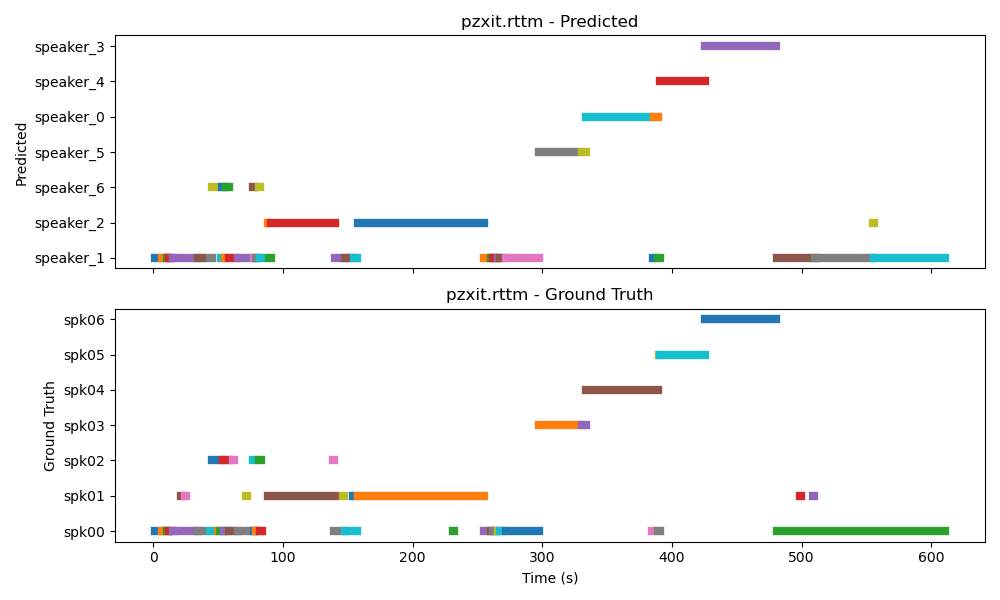 pzxit.rttm - Predicted
speaker_3
speaker_4
speaker_0
speaker_5
speaker_6
speaker_2
speaker_1
Predicted
pzxit.rttm - Ground Truth
spk06
spk05
spk04
spk03
spk02
spk01
spk00
Ground Truth
0 100 200 300 400 500 600
Time (s)